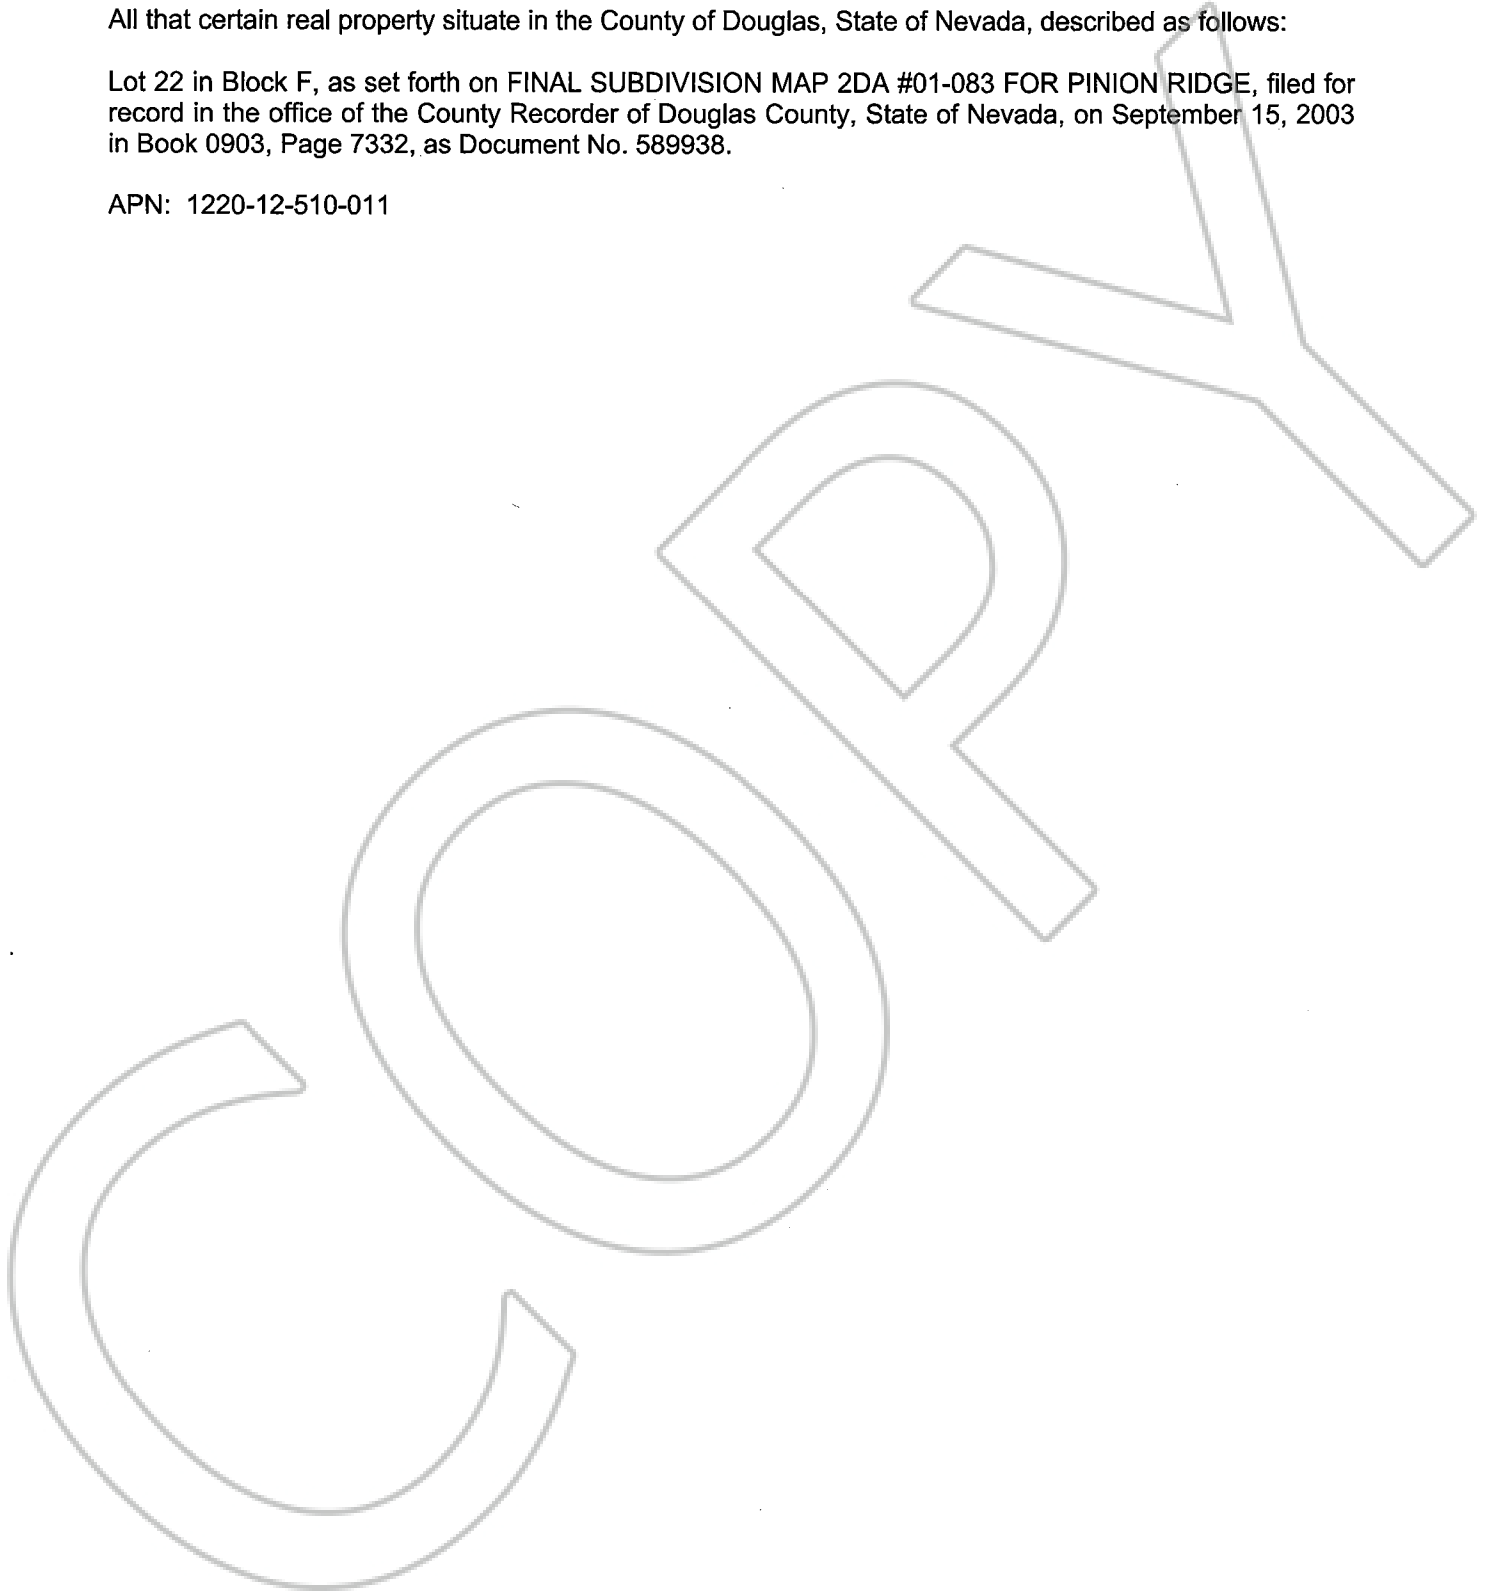 All that certain real property situate in the County of Douglas, State of Nevada, described as follows:
Lot 22 in Block F, as set forth on FINAL SUBDIVISION MAP 2DA #01-083 FOR PINION RIDGE, filed for
record in the office of the County Recorder of Douglas County, State of Nevada, on September 15, 2003
in Book 0903, Page 7332, as Document No. 589938.
APN: 1220-12-510-011
COPY